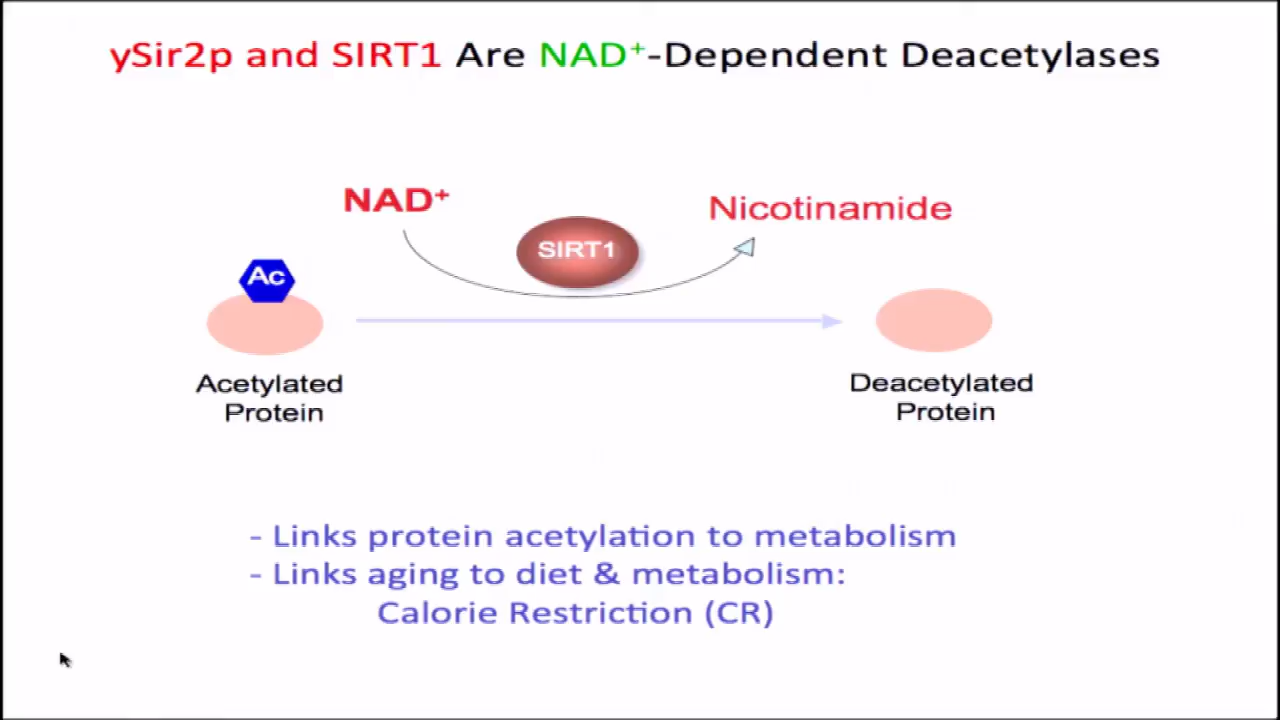 ySir2p and SIRT1 Are NAD⁺-Dependent Deacetylases
NAD⁺
Nicotinamide
SIRT1
Ac
Acetylated
Protein
Deacetylated
Protein
- Links protein acetylation to metabolism
- Links aging to diet & metabolism:
Calorie Restriction (CR)